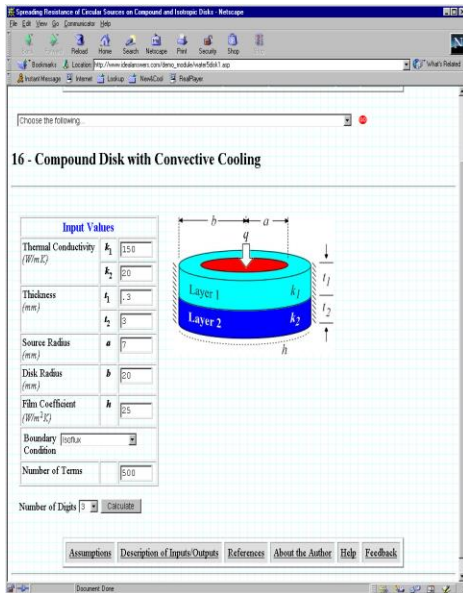 Spreading Resistance of Circular Sources on Compound and Isotropic Disks - Netscape
File Edit View Go Communicator Help
Back Forward Reload Home Search Netscape Print Security Shop Stop
Bookmarks Location: http://www.idealanswers.com/demo_module/water5disk1.asp What's Related
Instant Message Internet Lookup New&Cool RealPlayer
Choose the following...
16 - Compound Disk with Convective Cooling
Input Values
Thermal Conductivity k1 150
(W/mK)
k2 20
Thickness t1 .3
(mm)
t2 3
Source Radius a 7
(mm)
Disk Radius b 20
(mm)
Film Coefficient h 25
(W/m²K)
Boundary Isoflux
Condition
Number of Terms 500
b a
q
Layer 1 k1 t1
Layer 2 k2 t2
h
Number of Digits 3 Calculate
Assumptions Description of Inputs/Outputs References About the Author Help Feedback
Document: Done